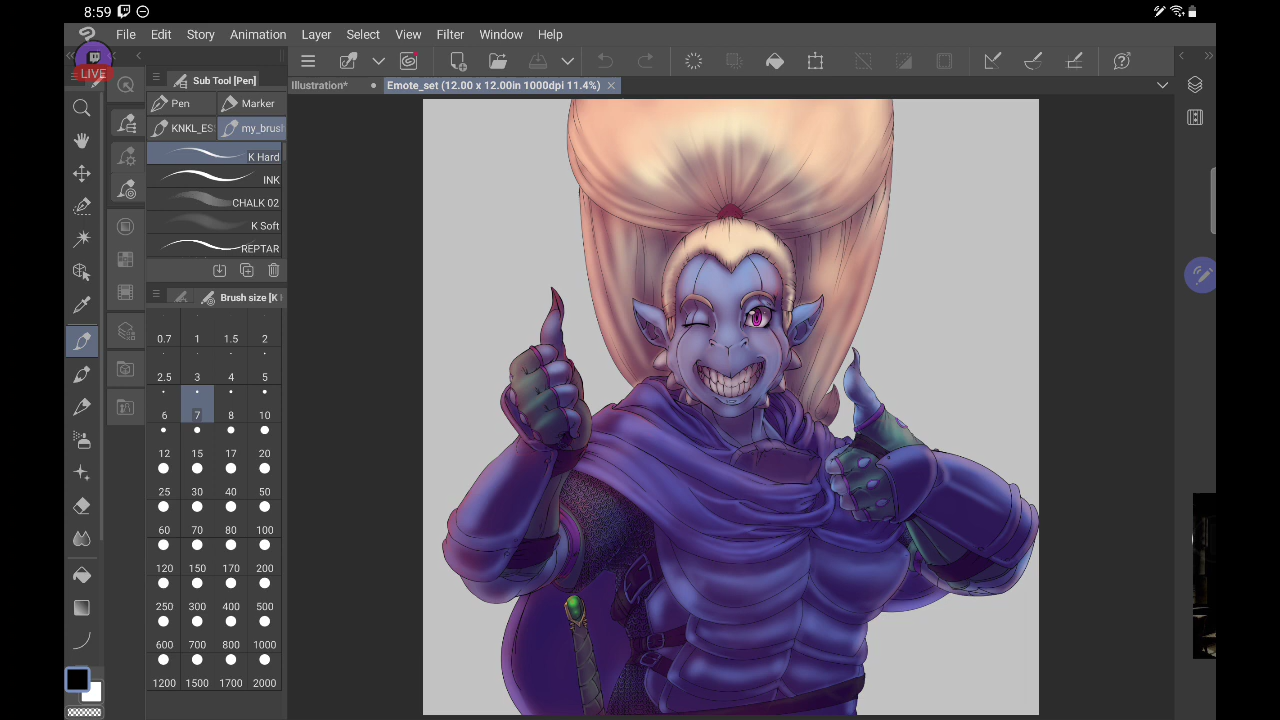 8:59
File Edit Story Animation Layer Select View Filter Window Help
LIVE
Sub Tool [Pen]
Pen Marker
KNKL_ES my_brush
K Hard
INK
CHALK 02
K Soft
REPTAR
Brush size [K
0.7 1 1.5 2
2.5 3 4 5
6 7 8 10
12 15 17 20
25 30 40 50
60 70 80 100
120 150 170 200
250 300 400 500
600 700 800 1000
1200 1500 1700 2000
Illustration*
Emote_set (12.00 x 12.00in 1000dpi 11.4%)